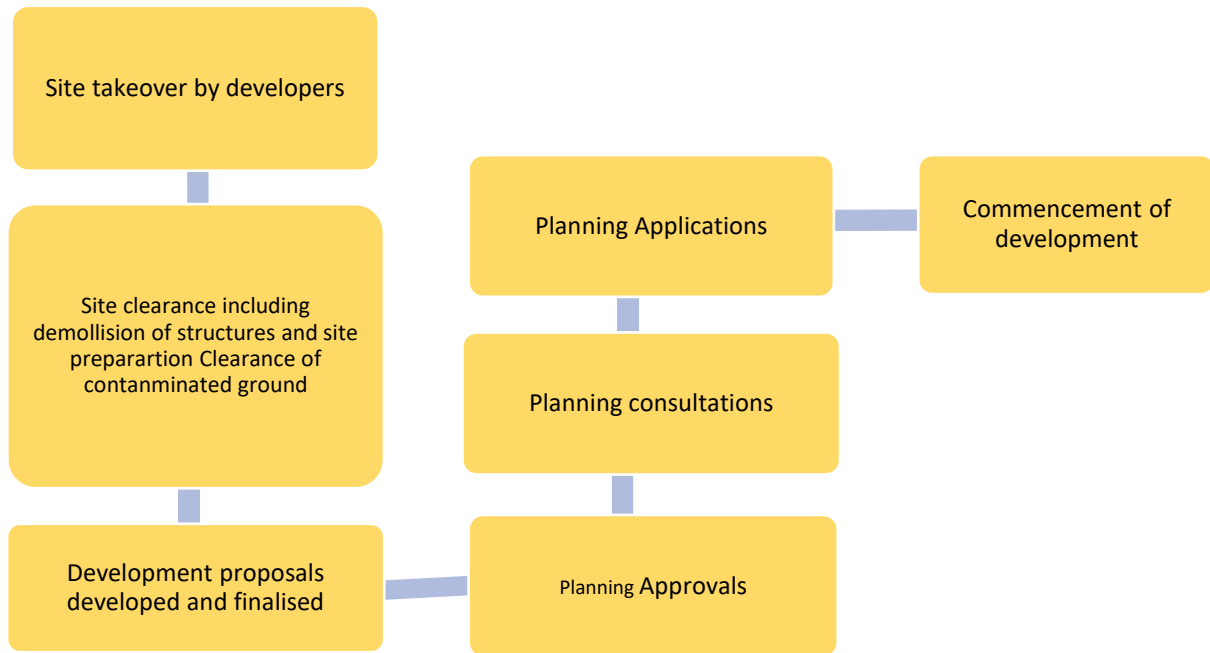 Site takeover by developers
Site clearance including
demollision of structures and site
preparartion Clearance of
contanminated ground
Development proposals
developed and finalised
Planning Approvals
Planning consultations
Planning Applications
Commencement of
development